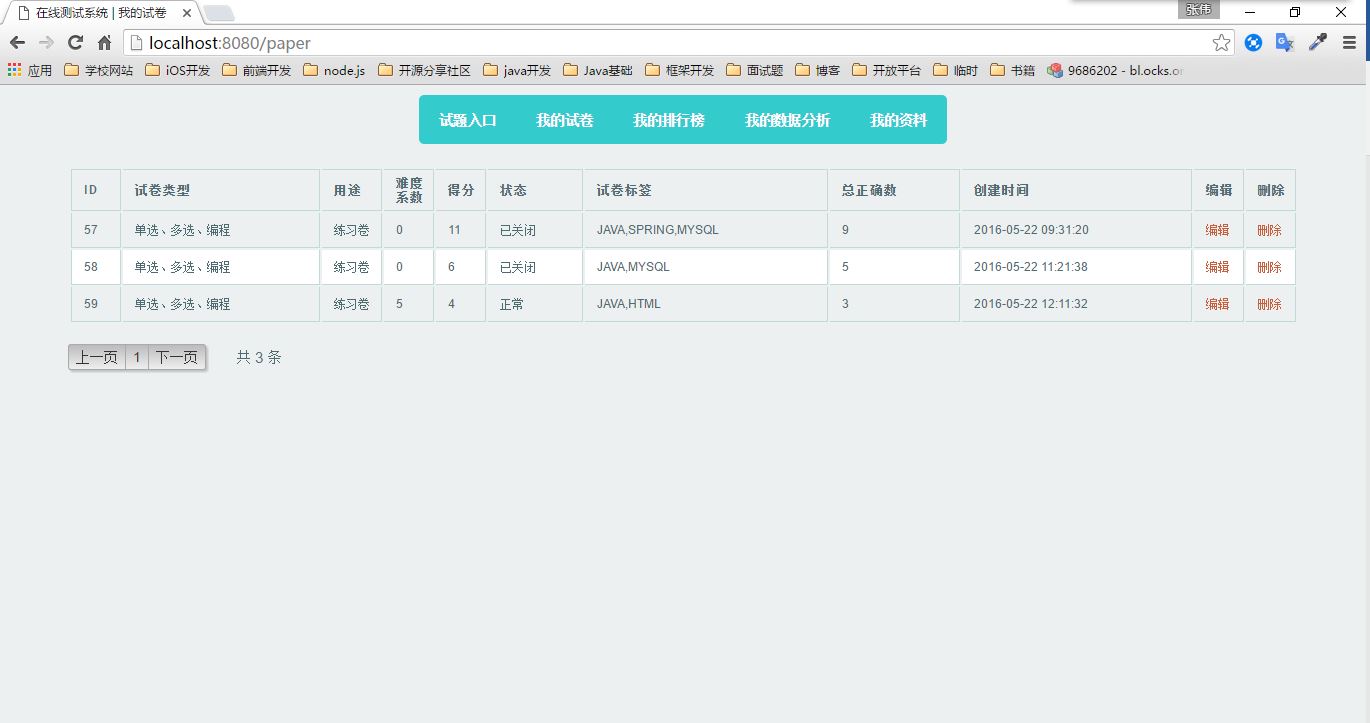 在线测试系统 | 我的试卷
张伟
localhost:8080/paper
应用 学校网站 iOS开发 前端开发 node.js 开源分享社区 java开发 Java基础 框架开发 面试题 博客 开放平台 临时 书籍 9686202 - bl.ocks.or
试题入口 我的试卷 我的排行榜 我的数据分析 我的资料
ID 试卷类型 用途 难度系数 得分 状态 试卷标签 总正确数 创建时间 编辑 删除
57 单选、多选、编程 练习卷 0 11 已关闭 JAVA,SPRING,MYSQL 9 2016-05-22 09:31:20 编辑 删除
58 单选、多选、编程 练习卷 0 6 已关闭 JAVA,MYSQL 5 2016-05-22 11:21:38 编辑 删除
59 单选、多选、编程 练习卷 5 4 正常 JAVA,HTML 3 2016-05-22 12:11:32 编辑 删除
上一页 1 下一页 共 3 条